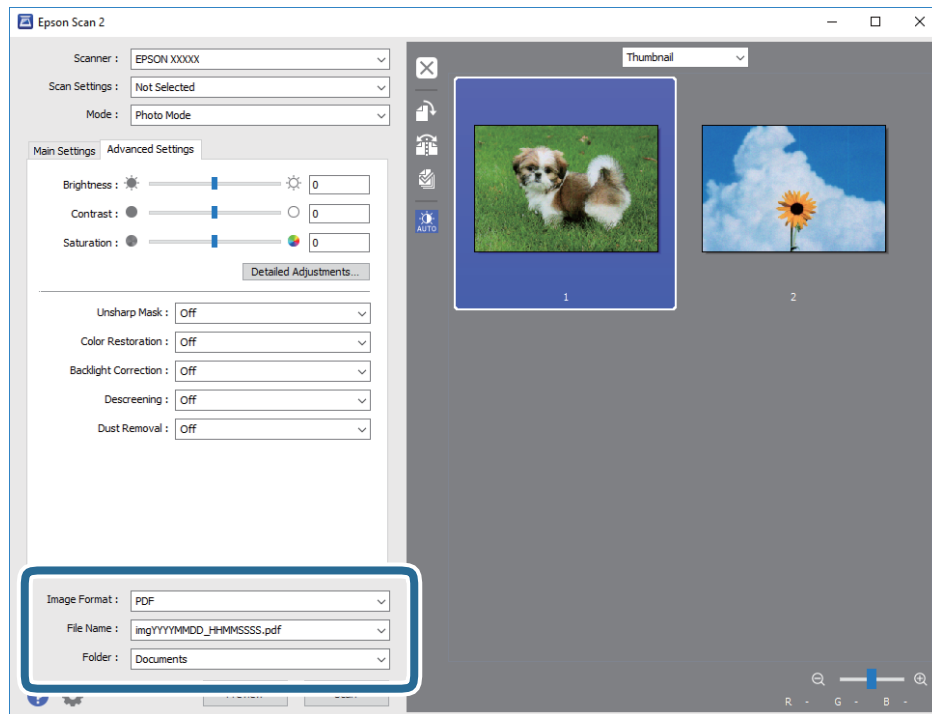 Epson Scan 2
Scanner : EPSON XXXXX
Scan Settings : Not Selected
Mode : Photo Mode
Main Settings Advanced Settings
Brightness : 0
Contrast : 0
Saturation : 0
Detailed Adjustments...
Unsharp Mask : Off
Color Restoration : Off
Backlight Correction : Off
Descreening : Off
Dust Removal : Off
Image Format : PDF
File Name : imgYYYYMMDD_HHMMSSSS.pdf
Folder : Documents
Thumbnail
AUTO
1
2
R - G - B -